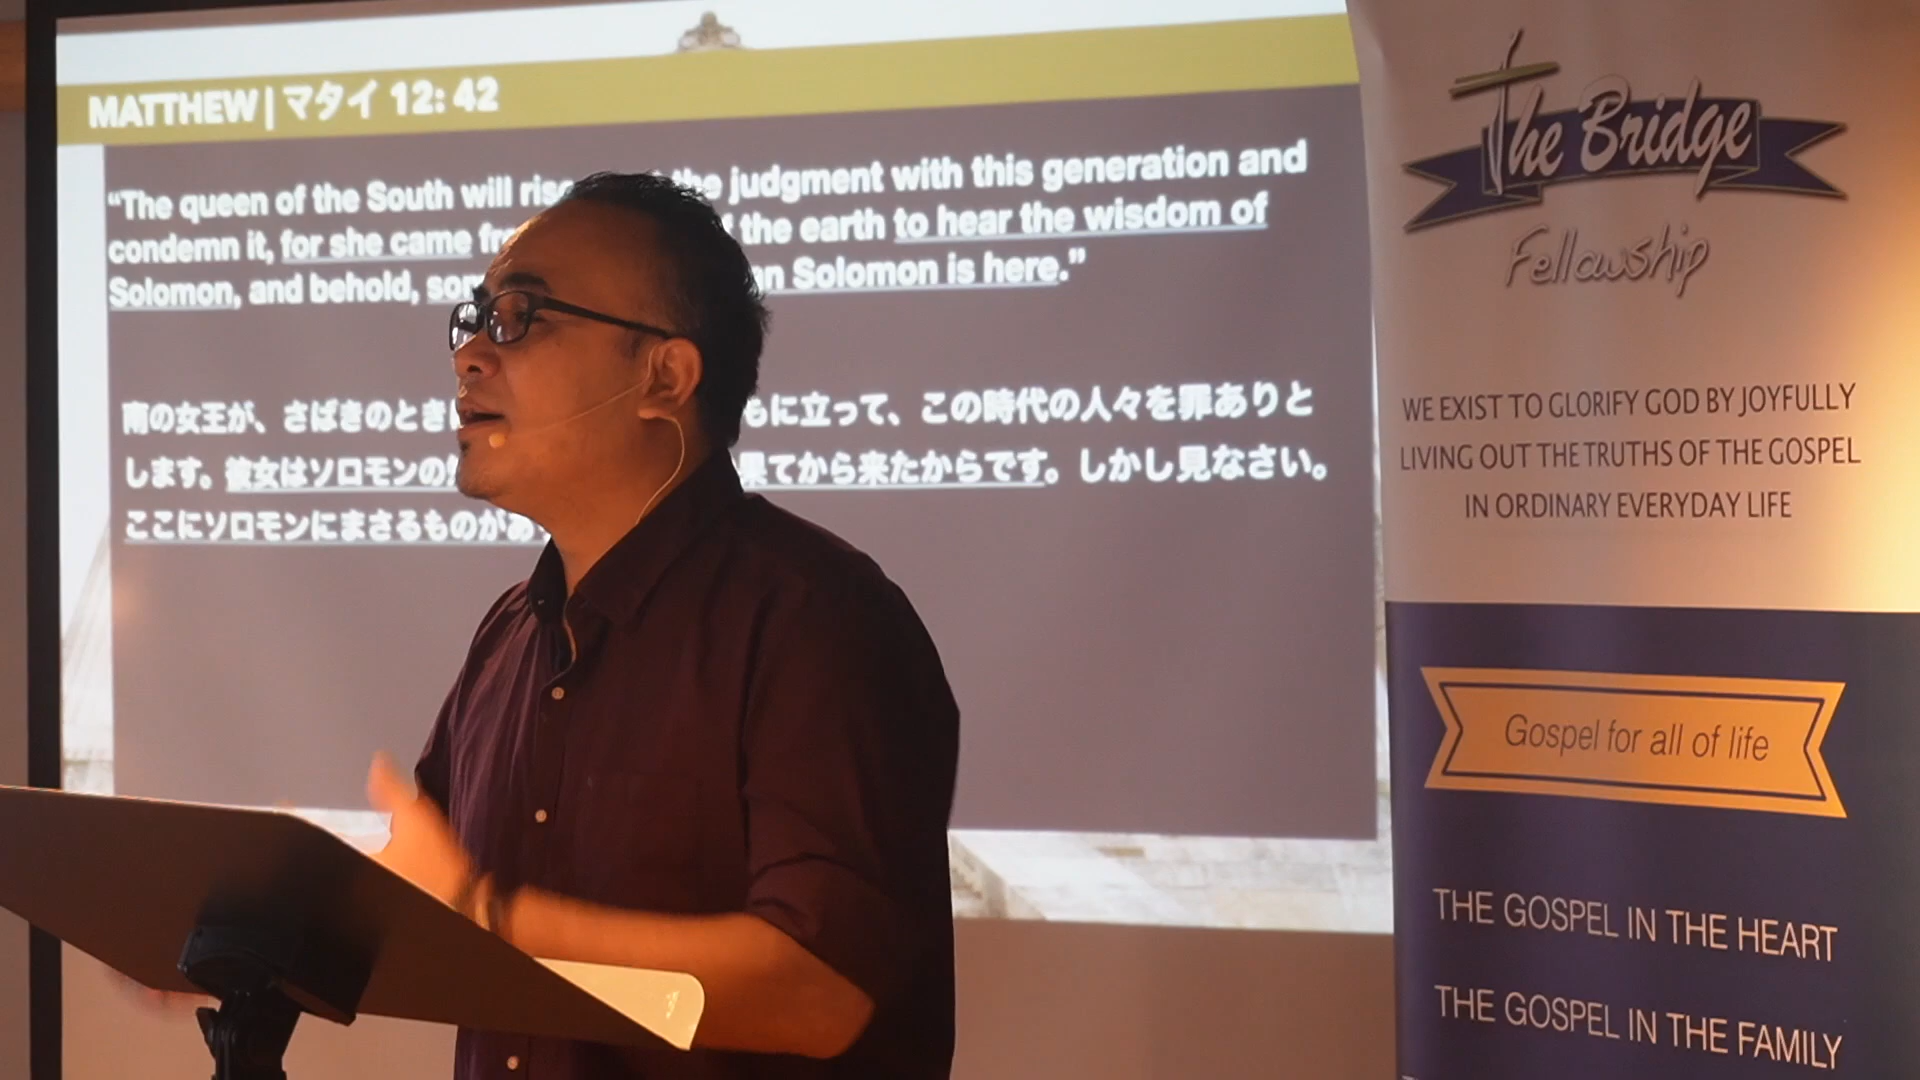 MATTHEW | マタイ 12: 42
“The queen of the South will rise the judgment with this generation and
condemn it, for she came the earth to hear the wisdom of
Solomon, and behold, Solomon is here.”
南の女王が、さばきのとき もに立って、この時代の人々を罪ありと
します。彼女はソロモンの 果てから来たからです。しかし見なさい。
ここにソロモンにまさるものがあ
The Bridge
Fellowship
WE EXIST TO GLORIFY GOD BY JOYFULLY
LIVING OUT THE TRUTHS OF THE GOSPEL
IN ORDINARY EVERYDAY LIFE
Gospel for all of life
THE GOSPEL IN THE HEART
THE GOSPEL IN THE FAMILY